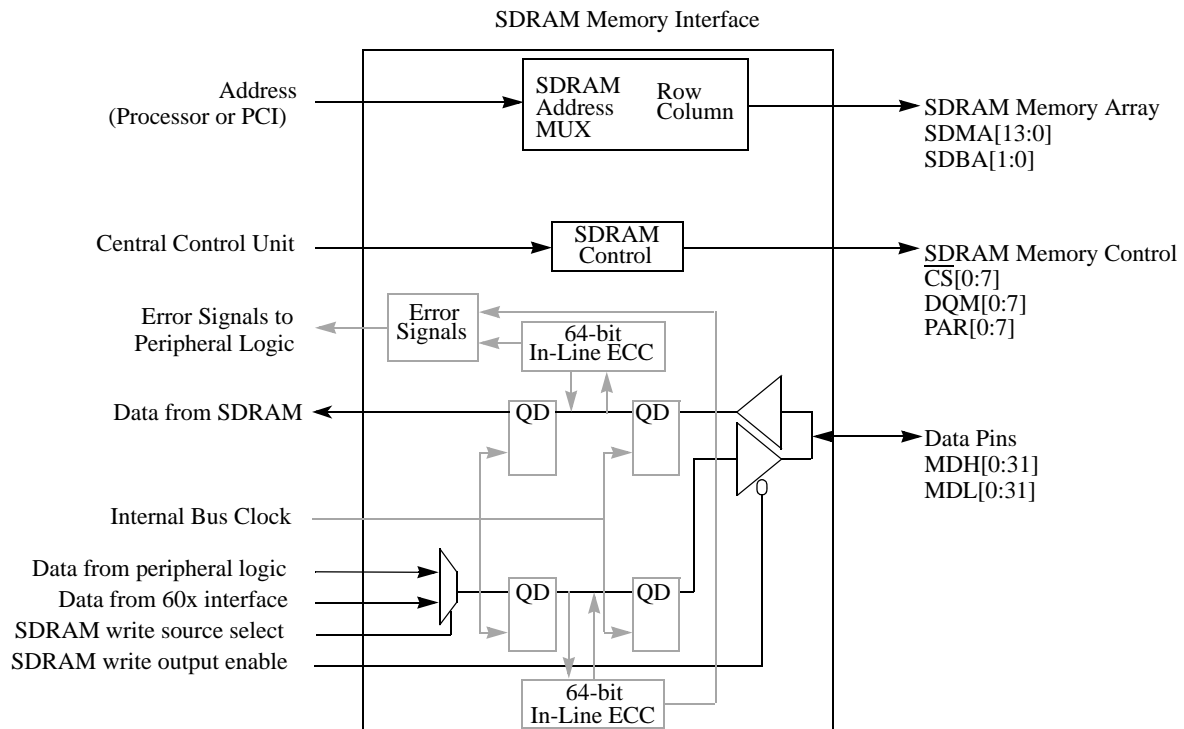 SDRAM Memory Interface
Address
(Processor or PCI)
SDRAM
Address
MUX
Row
Column
SDRAM Memory Array
SDMA[13:0]
SDBA[1:0]
Central Control Unit
SDRAM
Control
SDRAM Memory Control
CS[0:7]
DQM[0:7]
PAR[0:7]
Error Signals to
Peripheral Logic
Error
Signals
64-bit
In-Line ECC
Data from SDRAM
QD
QD
Data Pins
MDH[0:31]
MDL[0:31]
Internal Bus Clock
Data from peripheral logic
Data from 60x interface
SDRAM write source select
SDRAM write output enable
QD
QD
64-bit
In-Line ECC